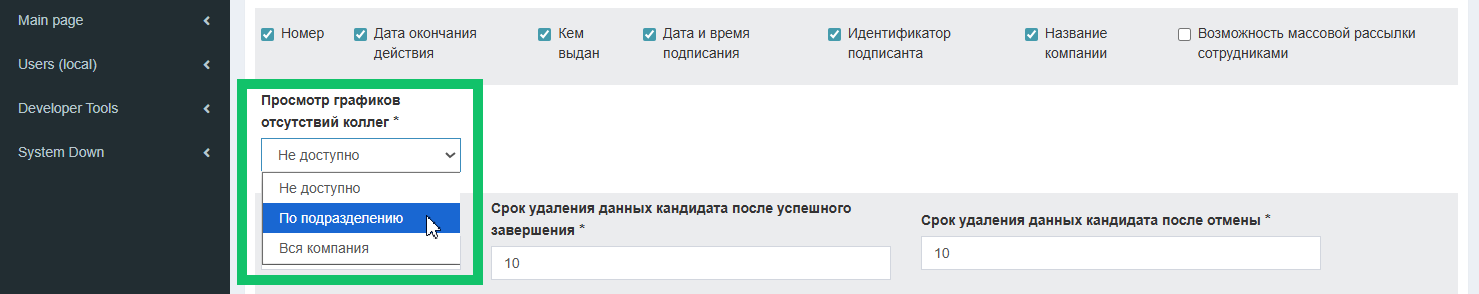 Main page
Users (local)
Developer Tools
System Down
Номер
Дата окончания
действия
Кем
выдан
Дата и время
подписания
Идентификатор
подписанта
Название
компании
Возможность массовой рассылки
сотрудниками
Просмотр графиков
отсутствий коллег *
Не доступно
Не доступно
По подразделению
Вся компания
Срок удаления данных кандидата после успешного
завершения *
10
Срок удаления данных кандидата после отмены *
10